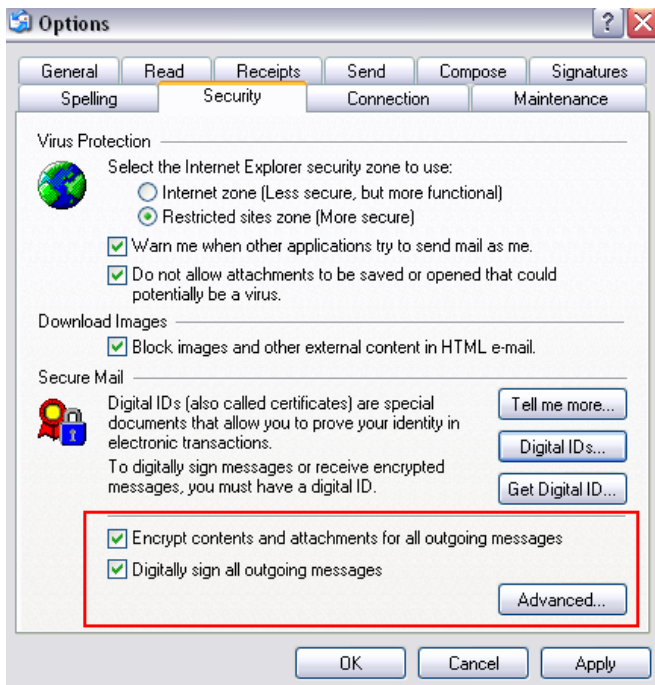 Options
General
Read
Receipts
Send
Compose
Signatures
Spelling
Security
Connection
Maintenance
Virus Protection
Select the Internet Explorer security zone to use:
Internet zone (Less secure, but more functional)
Restricted sites zone (More secure)
Warn me when other applications try to send mail as me.
Do not allow attachments to be saved or opened that could
potentially be a virus.
Download Images
Block images and other external content in HTML e-mail.
Secure Mail
Digital IDs (also called certificates) are special
documents that allow you to prove your identity in
electronic transactions.
Tell me more...
Digital IDs...
To digitally sign messages or receive encrypted
messages, you must have a digital ID.
Get Digital ID...
Encrypt contents and attachments for all outgoing messages
Digitally sign all outgoing messages
Advanced...
OK
Cancel
Apply